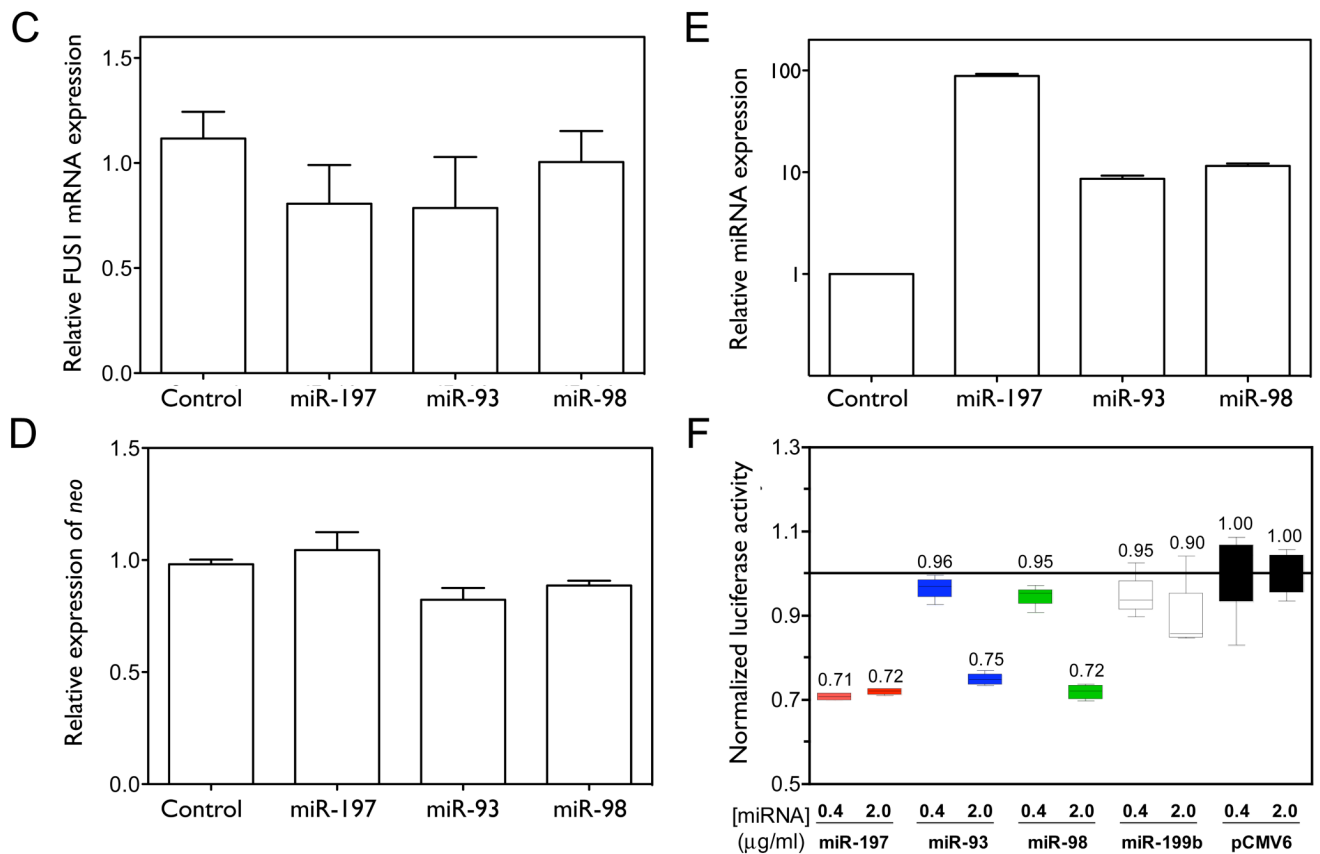 C
Relative FUS1 mRNA expression
1.5
1.0
0.5
0.0
Control miR-197 miR-93 miR-98
E
Relative miRNA expression
100
10
1
Control miR-197 miR-93 miR-98
D
Relative expression of neo
1.5
1.0
0.5
0.0
Control miR-197 miR-93 miR-98
F
Normalized luciferase activity
1.3
1.1
0.9
0.7
0.5
0.71 0.72 0.96 0.75 0.95 0.72 0.95 0.90 1.00 1.00
[miRNA] 0.4 2.0 0.4 2.0 0.4 2.0 0.4 2.0 0.4 2.0
(μg/ml) miR-197 miR-93 miR-98 miR-199b pCMV6